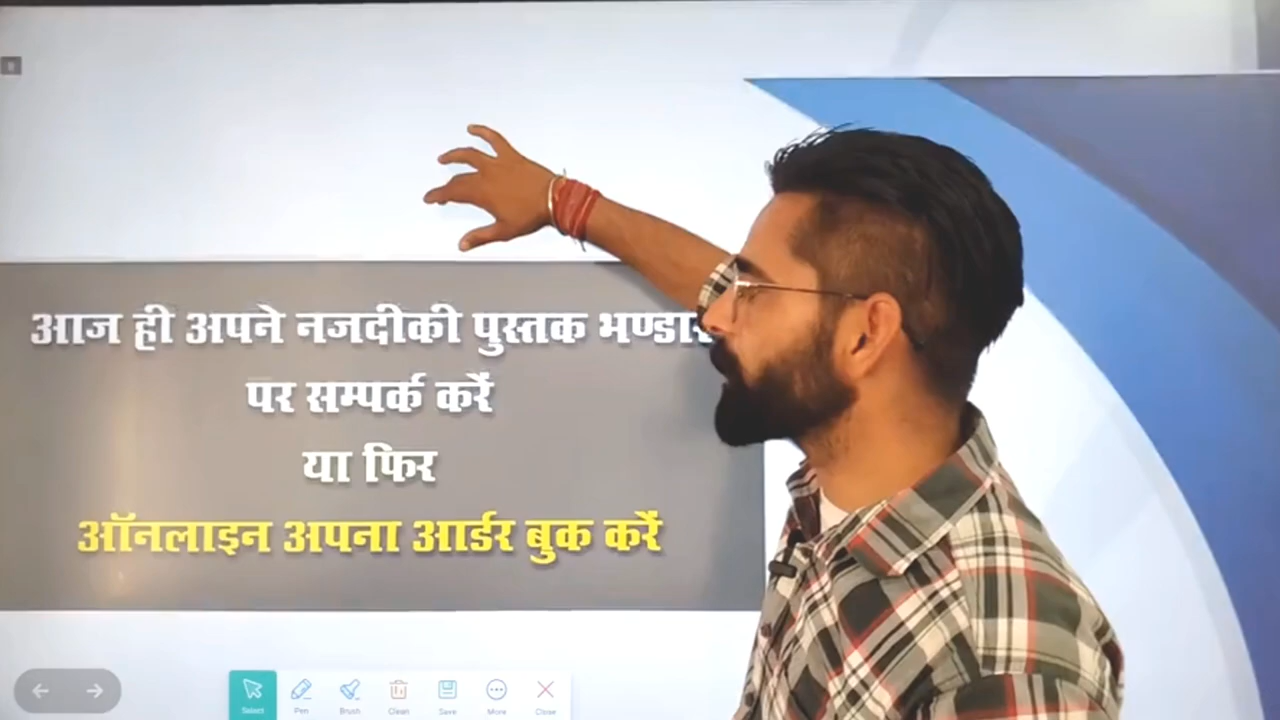 आज ही अपने नजदीकी पुस्तक भण्डार
पर सम्पर्क करें
या फिर
ऑनलाइन अपना आर्डर बुक करें
Select Pen Brush Clean Save More Close